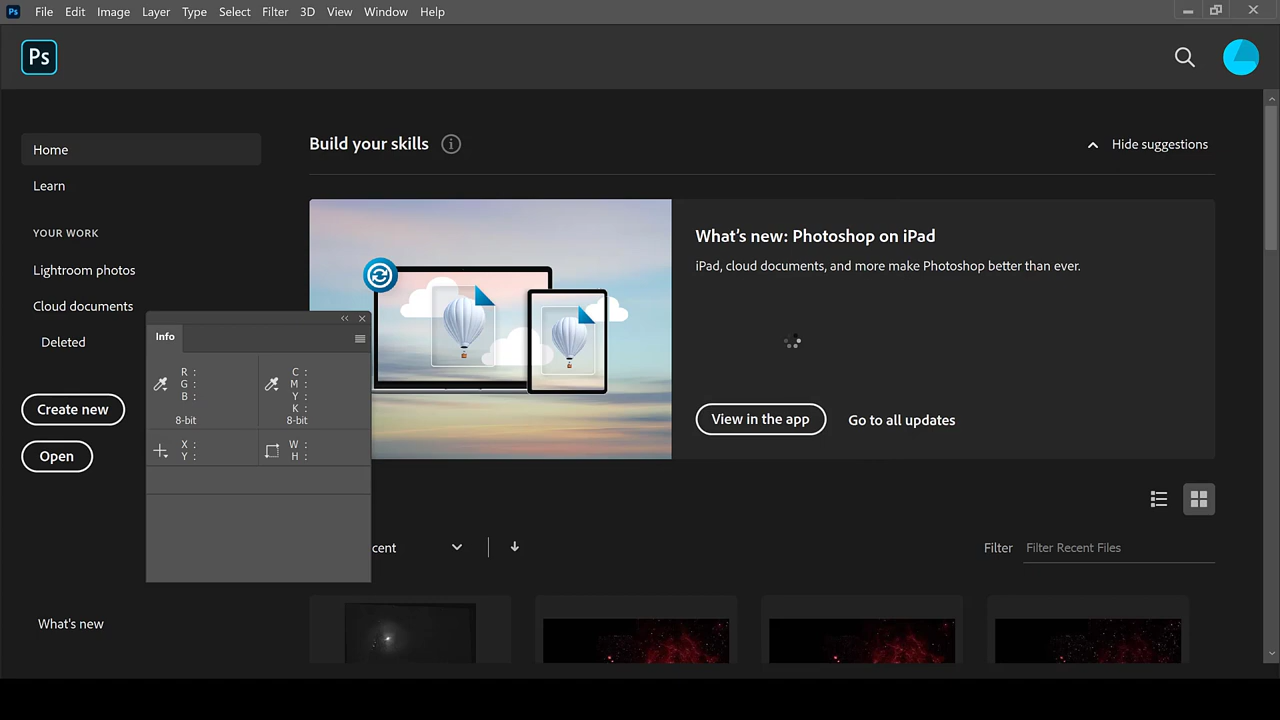 Ps File Edit Image Layer Type Select Filter 3D View Window Help
Ps
Build your skills
Hide suggestions
Home
Learn
YOUR WORK
Lightroom photos
Cloud documents
Deleted
Create new
Open
What's new
What's new: Photoshop on iPad
iPad, cloud documents, and more make Photoshop better than ever.
View in the app
Go to all updates
Info
R :
G :
B :
8-bit
C :
M :
Y :
K :
8-bit
X :
Y :
W :
H :
cent
Filter
Filter Recent Files